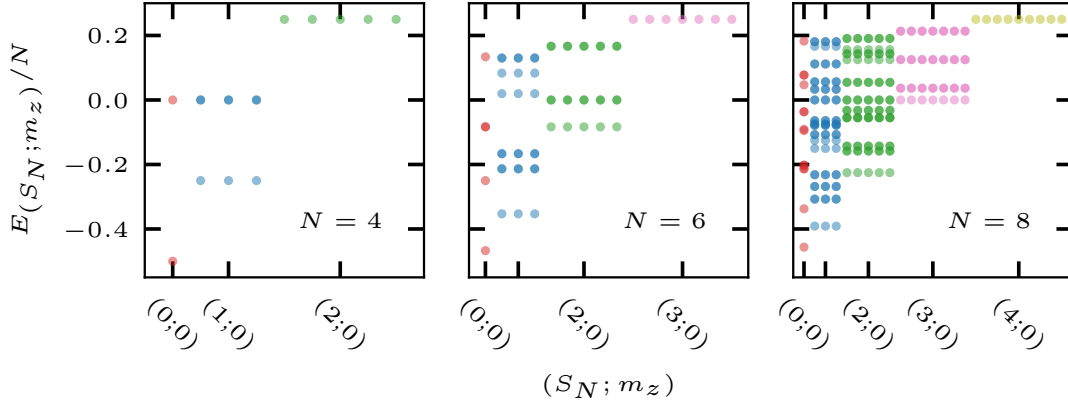 E(S_N; m_z)/N
0.2
0.0
−0.2
−0.4
N = 4
N = 6
N = 8
(0;0)
(1;0)
(2;0)
(0;0)
(2;0)
(3;0)
(0;0)
(2;0)
(3;0)
(4;0)
(S_N; m_z)